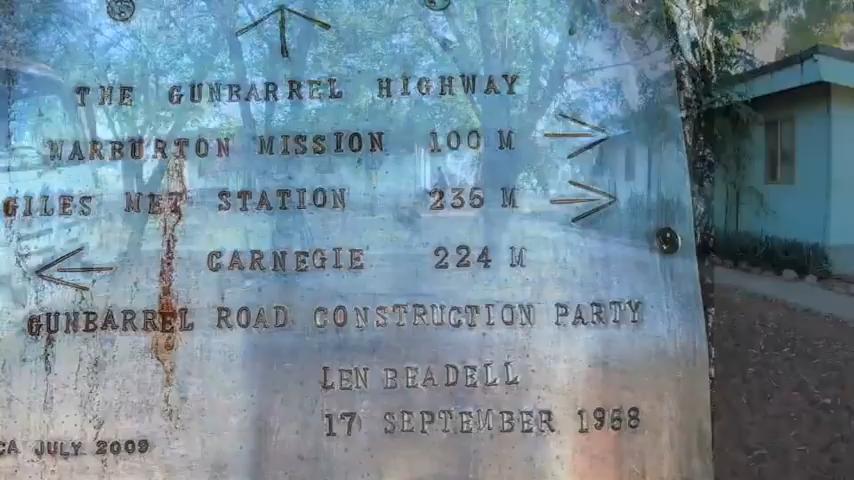 THE GUNBARREL HIGHWAY
WARBURTON MISSION 100 M
GILES MET STATION 235 M
CARNEGIE 224 M
GUNBARREL ROAD CONSTRUCTION PARTY
LEN BEADELL
17 SEPTEMBER 1958
CA JULY 2009